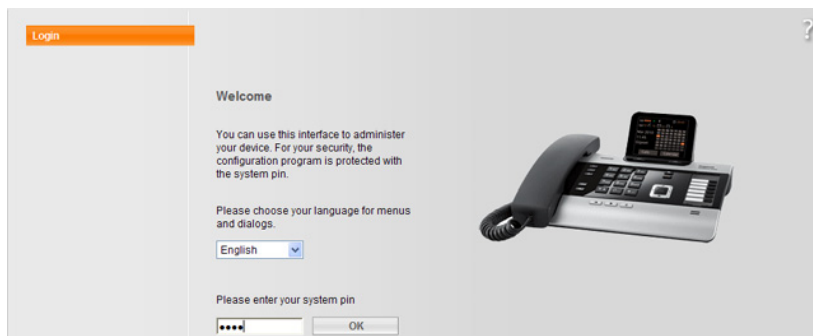 Login
?
Welcome
You can use this interface to administer
your device. For your security, the
configuration program is protected with
the system pin.
Please choose your language for menus
and dialogs.
English
Please enter your system pin
••••
OK